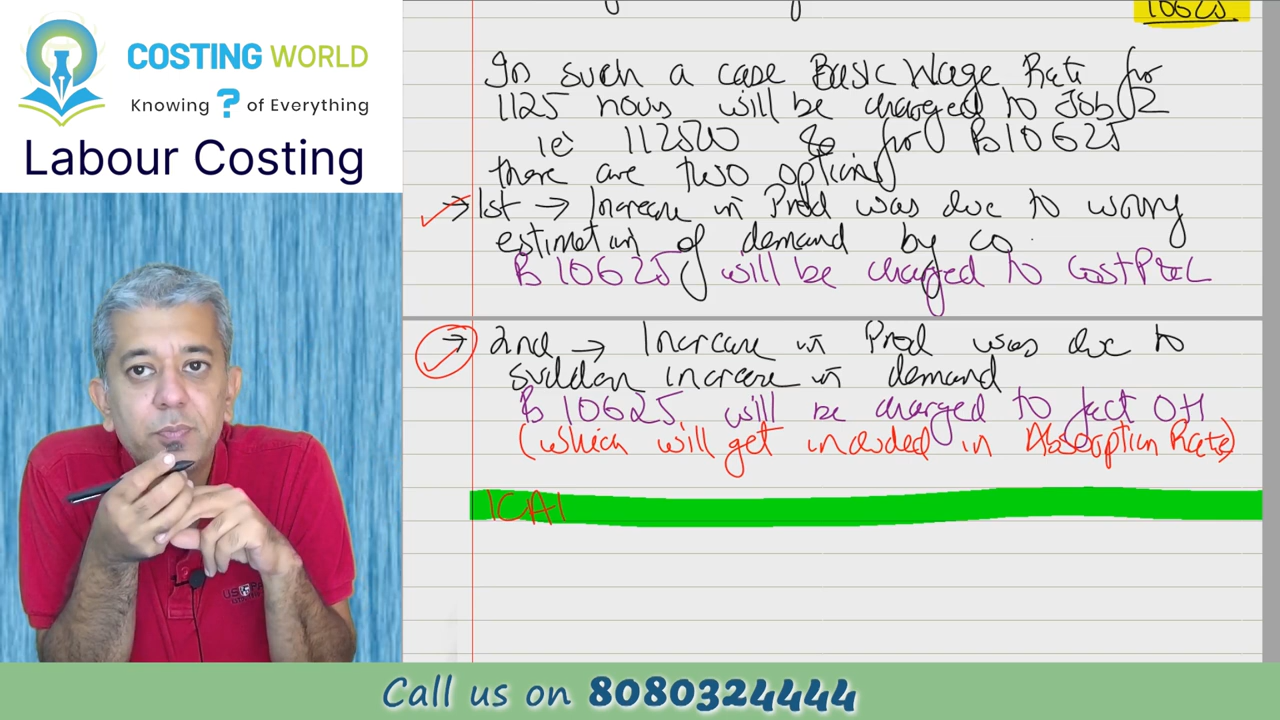 COSTING WORLD
Knowing ? of Everything
Labour Costing
10625
In such a case Basic Wage Rate for
1125 hours will be charged to Job 2
ie 112500 & for ₹10625
there are two options
→ 1st → Increase in Prod was due to wrong
estimation of demand by co.
₹10625 will be charged to Cost P&L
→ 2nd → Increase in Prod was due to
sudden increase in demand
₹10625 will be charged to fact OH
(which will get included in Absorption Rate)
ICAI
Call us on 8080324444